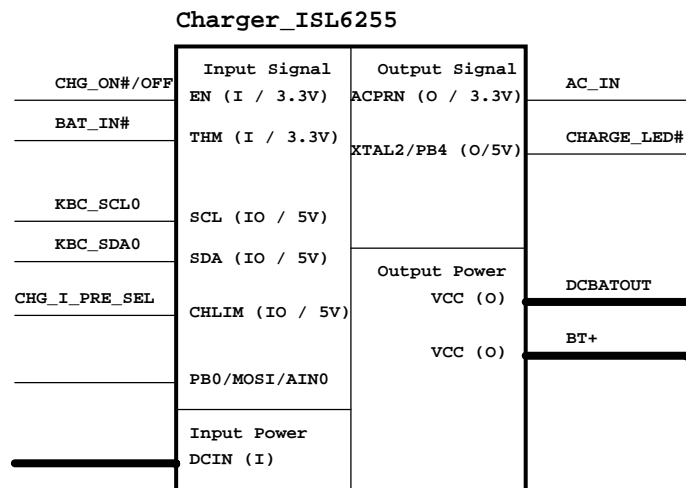 Charger_ISL6255
Input Signal
Output Signal
CHG_ON#/OFF
EN (I / 3.3V)
ACPRN (O / 3.3V)
AC_IN
BAT_IN#
THM (I / 3.3V)
XTAL2/PB4 (O/5V)
CHARGE_LED#
KBC_SCL0
SCL (IO / 5V)
KBC_SDA0
SDA (IO / 5V)
Output Power
CHG_I_PRE_SEL
CHLIM (IO / 5V)
VCC (O)
DCBATOUT
VCC (O)
BT+
PB0/MOSI/AIN0
Input Power
DCIN (I)